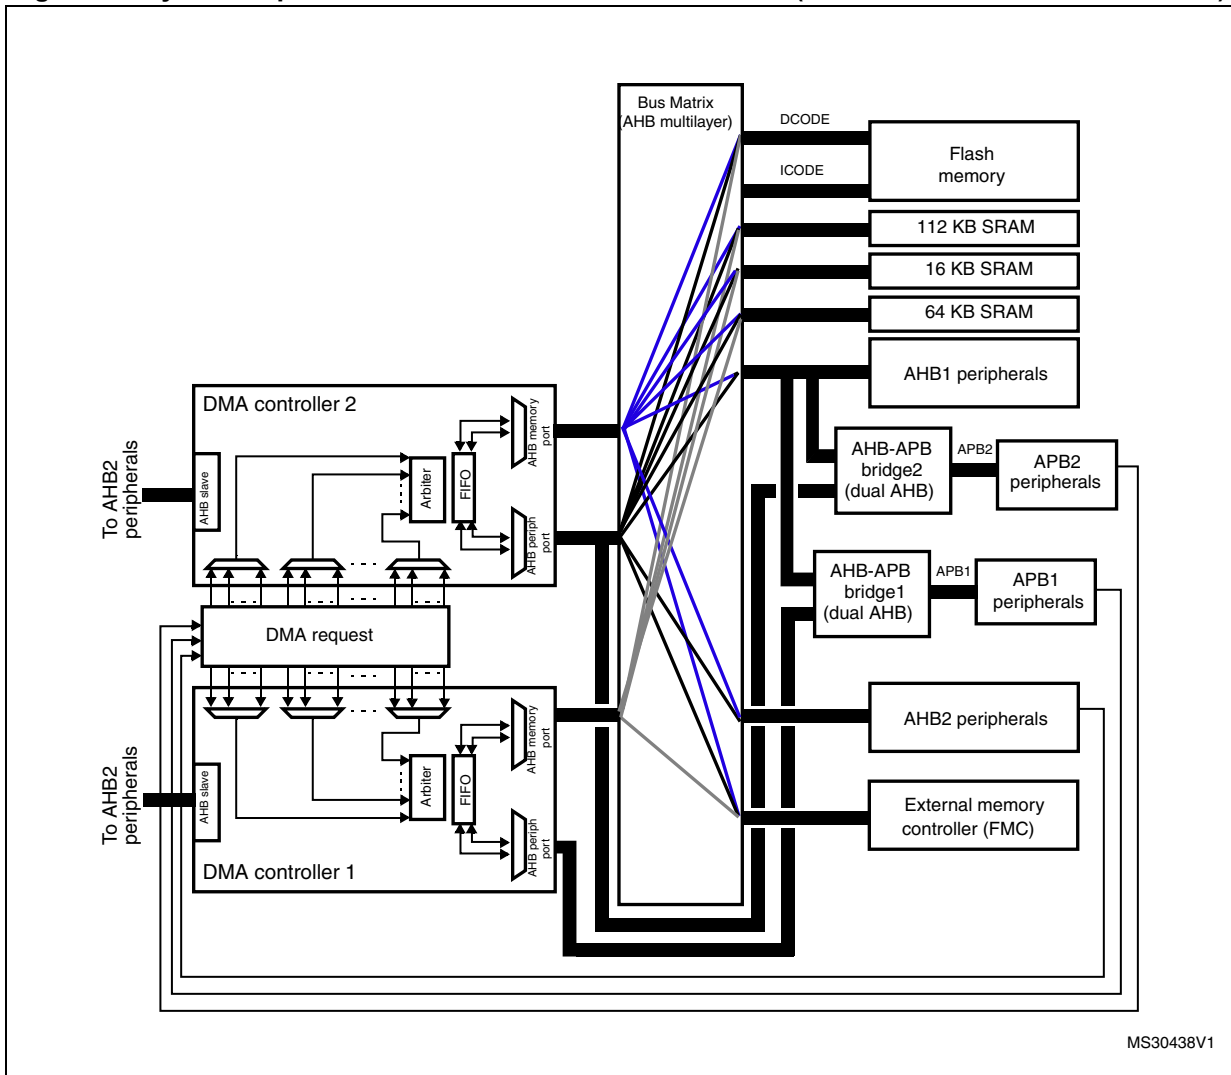 Bus Matrix
(AHB multilayer)
DCODE
ICODE
Flash
memory
112 KB SRAM
16 KB SRAM
64 KB SRAM
AHB1 peripherals
DMA controller 2
To AHB2
peripherals
AHB slave
Arbiter
FIFO
AHB memory
port
AHB periph
port
AHB-APB
bridge2
(dual AHB)
APB2
APB2
peripherals
AHB-APB
bridge1
(dual AHB)
APB1
APB1
peripherals
DMA request
To AHB2
peripherals
AHB slave
Arbiter
FIFO
AHB memory
port
AHB periph
port
DMA controller 1
AHB2 peripherals
External memory
controller (FMC)
MS30438V1